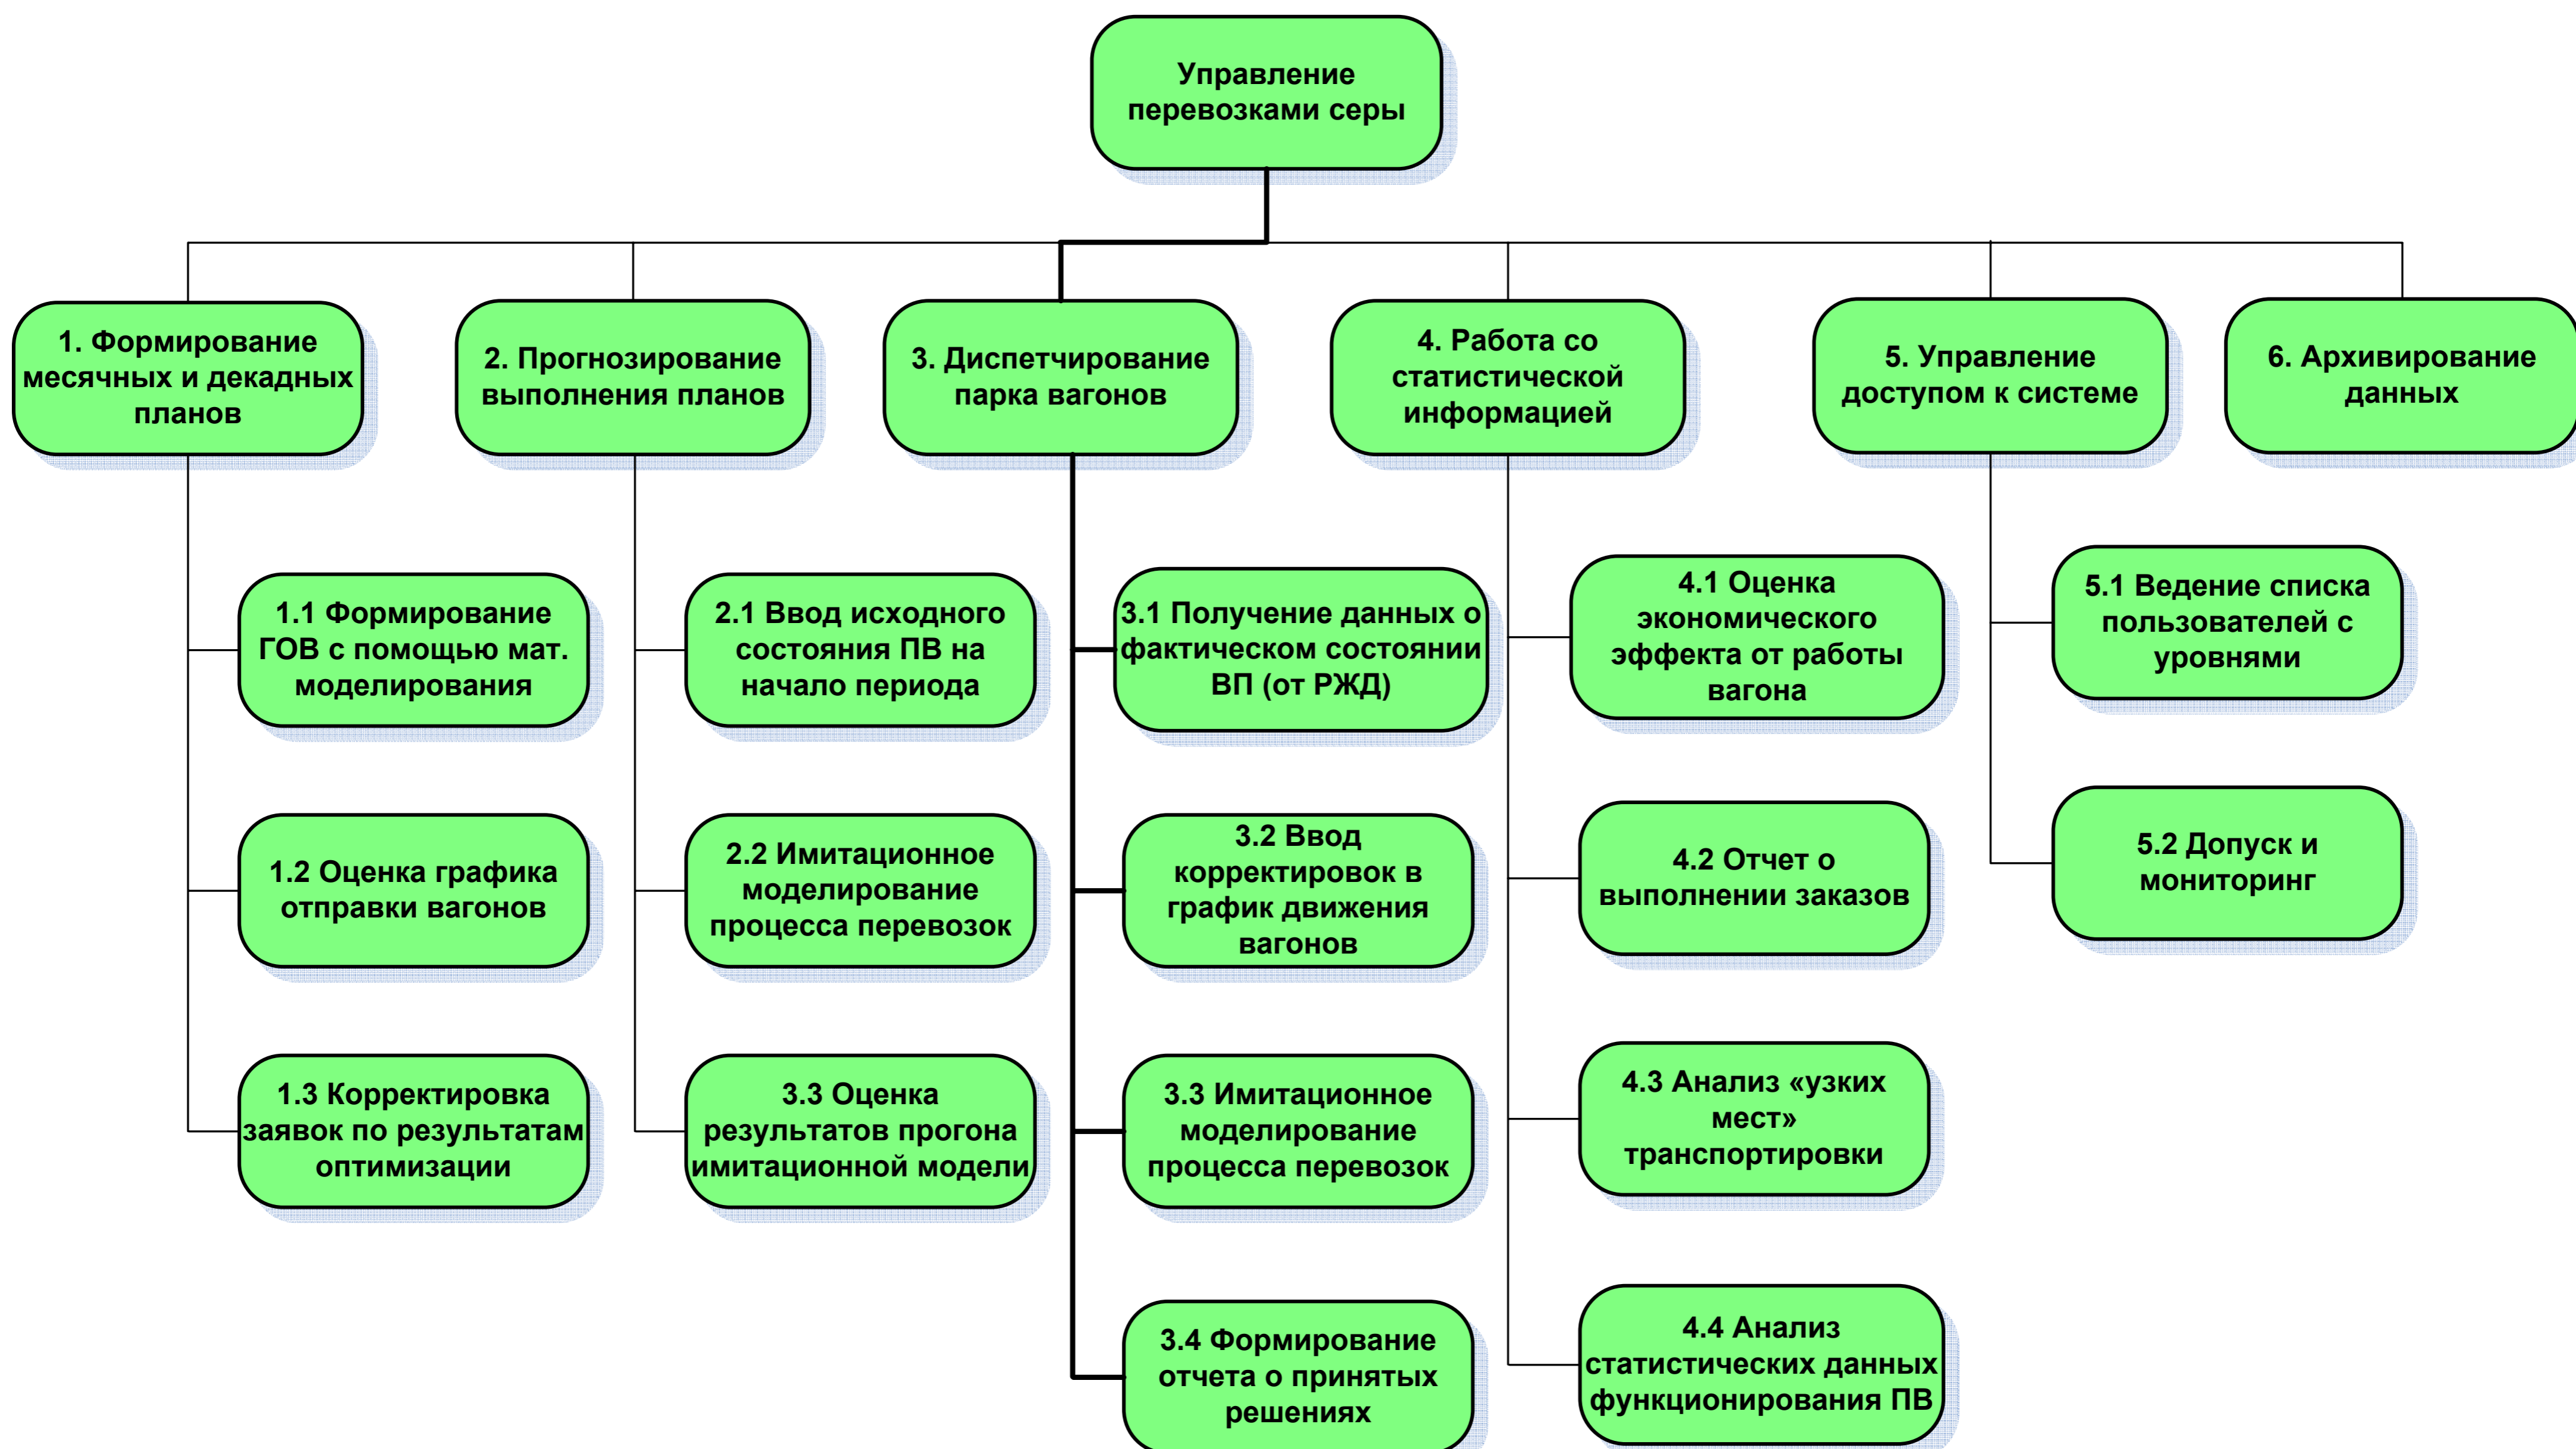 Управление
перевозками серы
1. Формирование
месячных и декадных
планов
2. Прогнозирование
выполнения планов
3. Диспетчирование
парка вагонов
4. Работа со
статистической
информацией
5. Управление
доступом к системе
6. Архивирование
данных
1.1 Формирование
ГОВ с помощью мат.
моделирования
1.2 Оценка графика
отправки вагонов
1.3 Корректировка
заявок по результатам
оптимизации
2.1 Ввод исходного
состояния ПВ на
начало периода
2.2 Имитационное
моделирование
процесса перевозок
3.3 Оценка
результатов прогона
имитационной модели
3.1 Получение данных о
фактическом состоянии
ВП (от РЖД)
3.2 Ввод
корректировок в
график движения
вагонов
3.3 Имитационное
моделирование
процесса перевозок
3.4 Формирование
отчета о принятых
решениях
4.1 Оценка
экономического
эффекта от работы
вагона
4.2 Отчет о
выполнении заказов
4.3 Анализ «узких
мест»
транспортировки
4.4 Анализ
статистических данных
функционирования ПВ
5.1 Ведение списка
пользователей с
уровнями
5.2 Допуск и
мониторинг